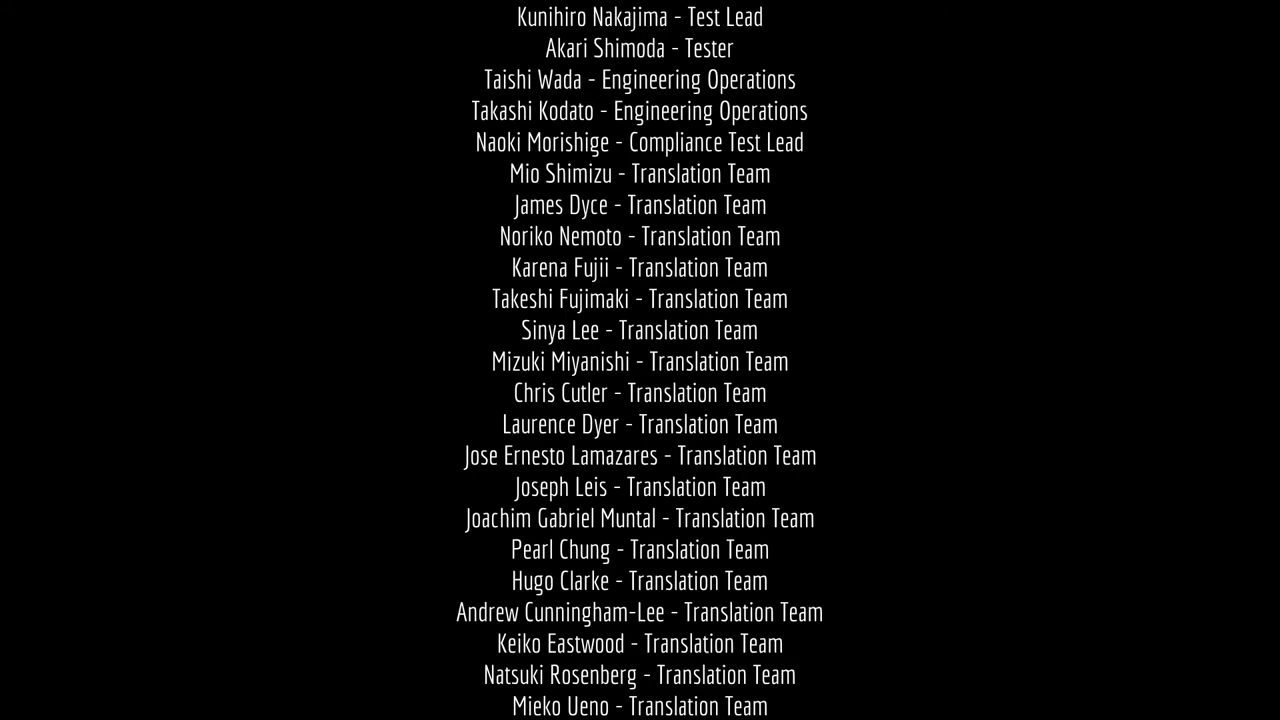 Kunihiro Nakajima - Test Lead
Akari Shimoda - Tester
Taishi Wada - Engineering Operations
Takashi Kodato - Engineering Operations
Naoki Morishige - Compliance Test Lead
Mio Shimizu - Translation Team
James Dyce - Translation Team
Noriko Nemoto - Translation Team
Karena Fujii - Translation Team
Takeshi Fujimaki - Translation Team
Sinya Lee - Translation Team
Mizuki Miyanishi - Translation Team
Chris Cutler - Translation Team
Laurence Dyer - Translation Team
Jose Ernesto Lamazares - Translation Team
Joseph Leis - Translation Team
Joachim Gabriel Muntal - Translation Team
Pearl Chung - Translation Team
Hugo Clarke - Translation Team
Andrew Cunningham-Lee - Translation Team
Keiko Eastwood - Translation Team
Natsuki Rosenberg - Translation Team
Mieko Ueno - Translation Team